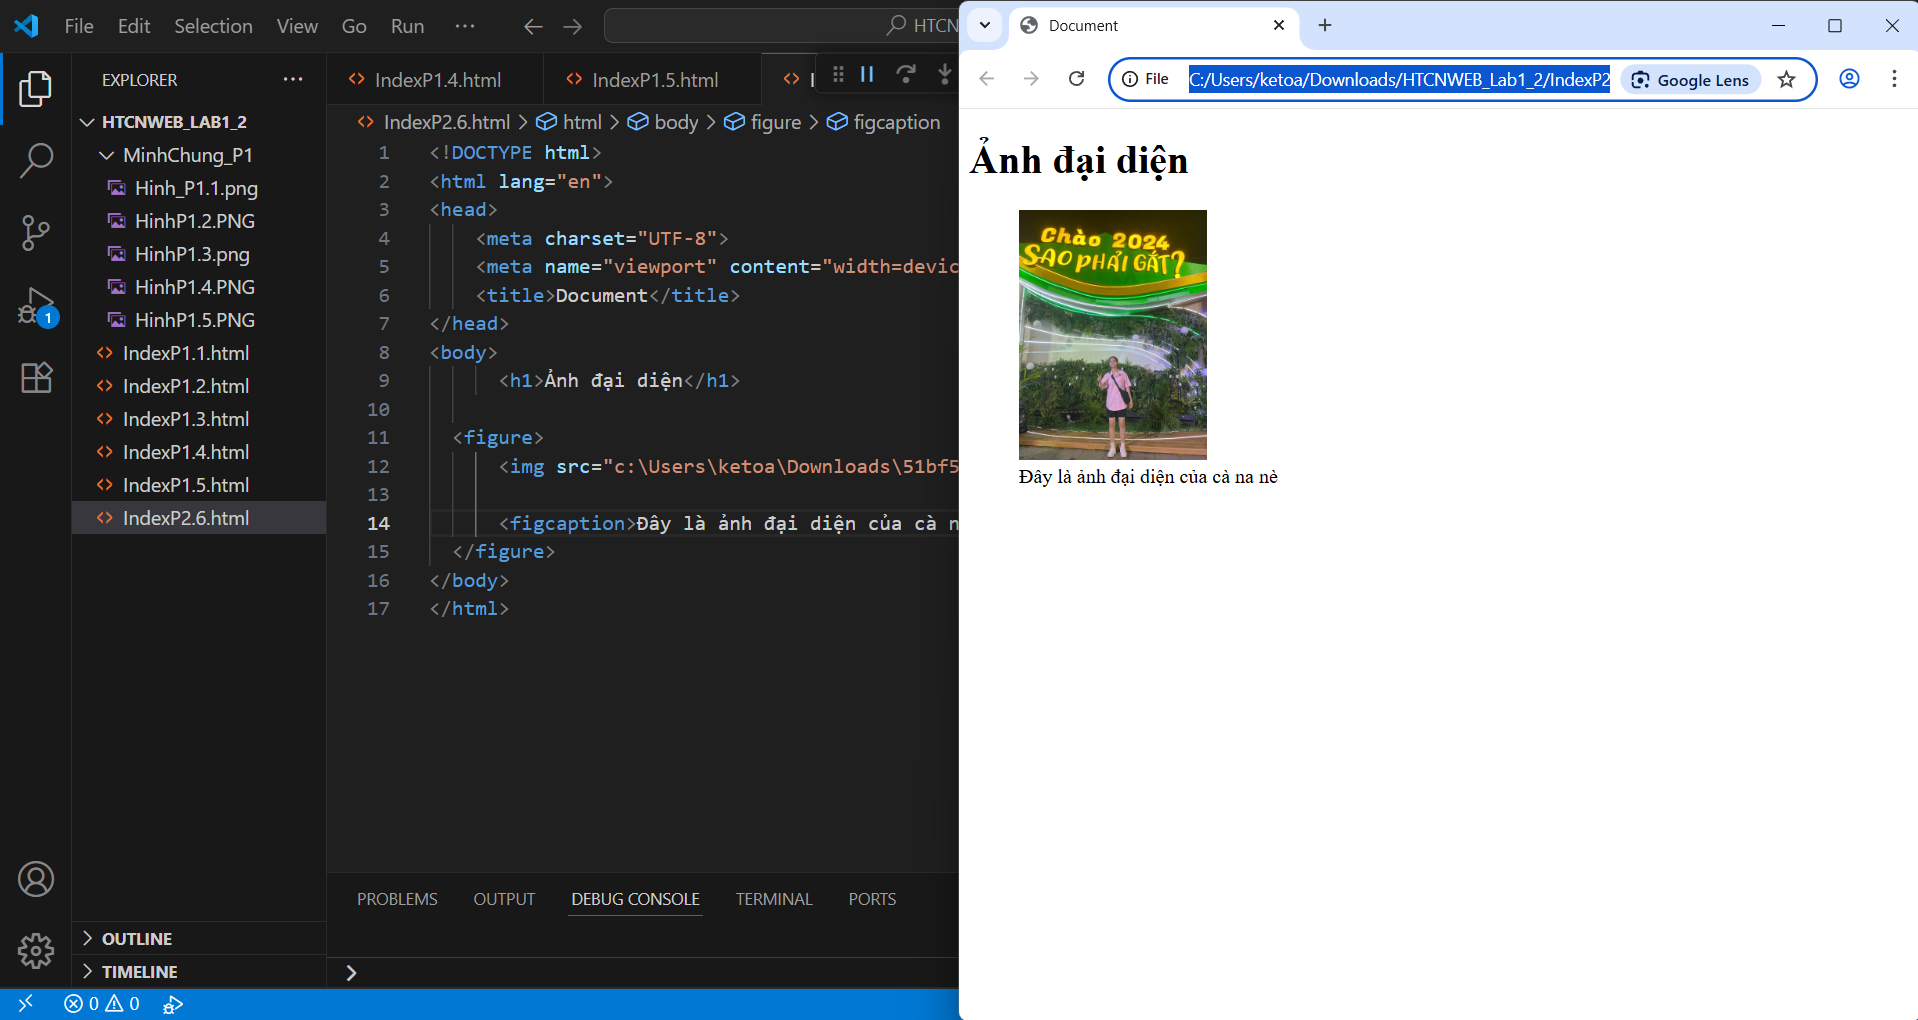 File Edit Selection View Go Run ··· HTCN
EXPLORER ···
HTCNWEB_LAB1_2
MinhChung_P1
Hinh_P1.1.png
HinhP1.2.PNG
HinhP1.3.png
HinhP1.4.PNG
HinhP1.5.PNG
IndexP1.1.html
IndexP1.2.html
IndexP1.3.html
IndexP1.4.html
IndexP1.5.html
IndexP2.6.html
OUTLINE
TIMELINE
1
IndexP1.4.html IndexP1.5.html I
IndexP2.6.html > html > body > figure > figcaption
1 <!DOCTYPE html>
2 <html lang="en">
3 <head>
4 <meta charset="UTF-8">
5 <meta name="viewport" content="width=devic
6 <title>Document</title>
7 </head>
8 <body>
9 <h1>Ảnh đại diện</h1>
10
11 <figure>
12 <img src="c:\Users\ketoa\Downloads\51bf5
13
14 <figcaption>Đây là ảnh đại diện của cà n
15 </figure>
16 </body>
17 </html>
PROBLEMS OUTPUT DEBUG CONSOLE TERMINAL PORTS
0 0
Document
File C:/Users/ketoa/Downloads/HTCNWEB_Lab1_2/IndexP2 Google Lens
Ảnh đại diện
Chào 2024
SAO PHẢI GẮT?
Đây là ảnh đại diện của cà na nè